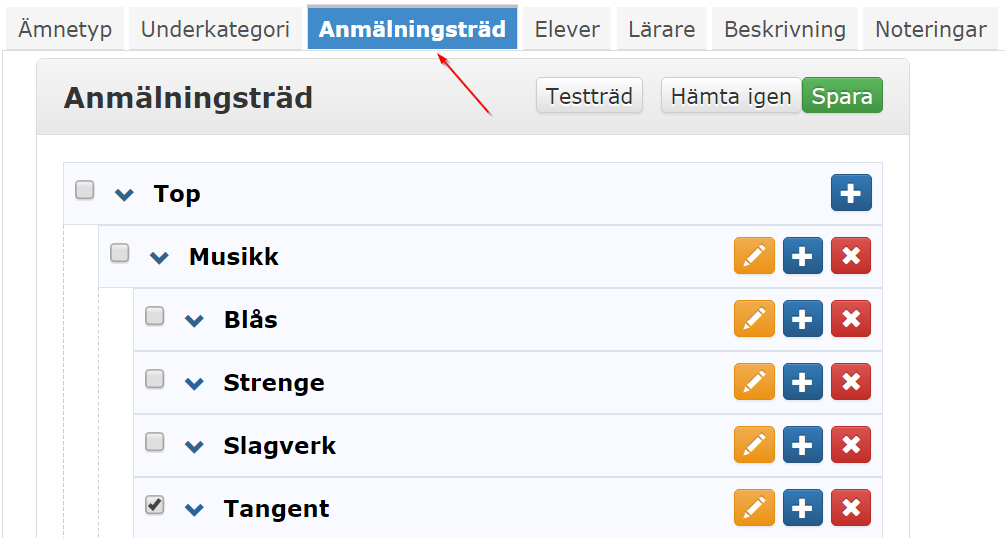 Ämnetyp Underkategori Anmälningsträd Elever Lärare Beskrivning Noteringar
Anmälningsträd Testträd Hämta igen Spara
Top
Musikk
Blås
Strenge
Slagverk
Tangent